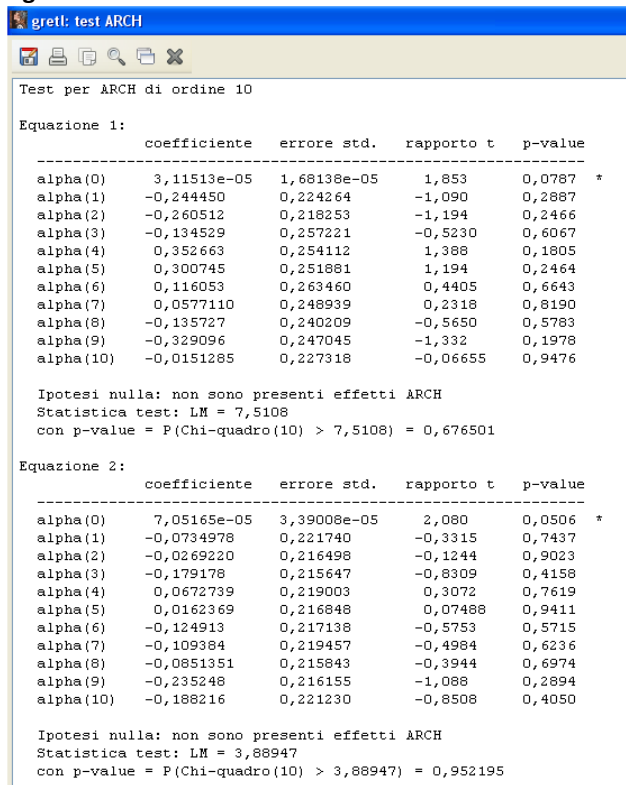 gretl: test ARCH
Test per ARCH di ordine 10
Equazione 1:
coefficiente errore std. rapporto t p-value
-------------------------------------------------------
alpha(0) 3,11513e-05 1,68138e-05 1,853 0,0787 *
alpha(1) -0,244450 0,224264 -1,090 0,2887
alpha(2) -0,260512 0,218253 -1,194 0,2466
alpha(3) -0,134529 0,257221 -0,5230 0,6067
alpha(4) 0,352663 0,254112 1,388 0,1805
alpha(5) 0,300745 0,251881 1,194 0,2464
alpha(6) 0,116053 0,263460 0,4405 0,6643
alpha(7) 0,0577110 0,248939 0,2318 0,8190
alpha(8) -0,135727 0,240209 -0,5650 0,5783
alpha(9) -0,329096 0,247045 -1,332 0,1978
alpha(10) -0,0151285 0,227318 -0,06655 0,9476
Ipotesi nulla: non sono presenti effetti ARCH
Statistica test: LM = 7,5108
con p-value = P(Chi-quadro(10) > 7,5108) = 0,676501
Equazione 2:
coefficiente errore std. rapporto t p-value
-------------------------------------------------------
alpha(0) 7,05165e-05 3,39008e-05 2,080 0,0506 *
alpha(1) -0,0734978 0,221740 -0,3315 0,7437
alpha(2) -0,0269220 0,216498 -0,1244 0,9023
alpha(3) -0,179178 0,215647 -0,8309 0,4158
alpha(4) 0,0672739 0,219003 0,3072 0,7619
alpha(5) 0,0162369 0,216848 0,07488 0,9411
alpha(6) -0,124913 0,217138 -0,5753 0,5715
alpha(7) -0,109384 0,219457 -0,4984 0,6236
alpha(8) -0,0851351 0,215843 -0,3944 0,6974
alpha(9) -0,235248 0,216155 -1,088 0,2894
alpha(10) -0,188216 0,221230 -0,8508 0,4050
Ipotesi nulla: non sono presenti effetti ARCH
Statistica test: LM = 3,88947
con p-value = P(Chi-quadro(10) > 3,88947) = 0,952195